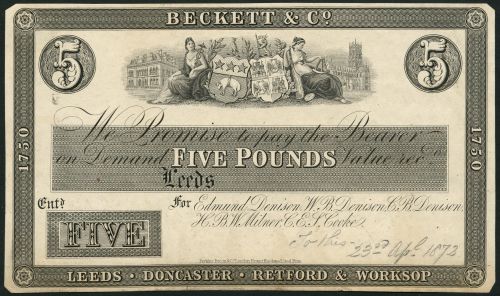 BECKETT & Co.
5 5
1750 1750
We Promise to pay the Bearer
on Demand FIVE POUNDS Value recd
Leeds
Entd For Edmund Denison, W.B. Denison, C.B. Denison,
H.B.W. Milner, C.E.S. Cooke.
FIVE
23rd Apl. 1872
LEEDS · DONCASTER · RETFORD & WORKSOP